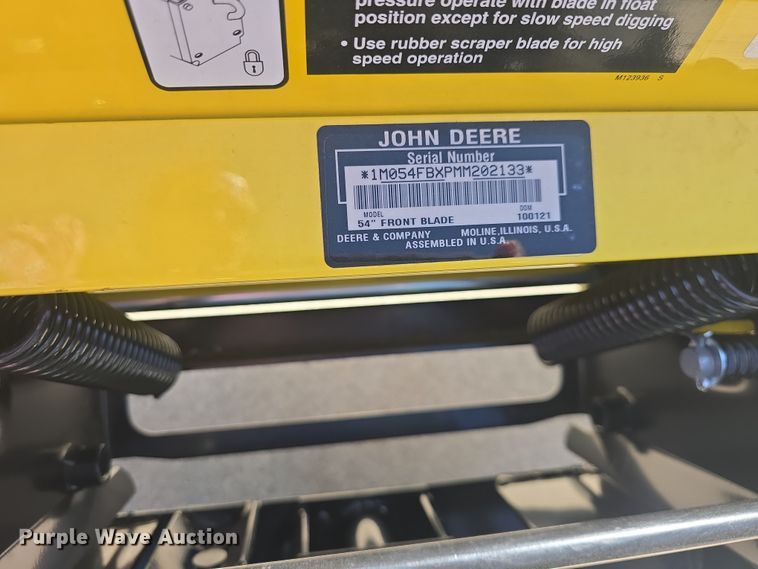 pressure operate with blade in float
position except for slow speed digging
• Use rubber scraper blade for high
speed operation
M123936 S
JOHN DEERE
Serial Number
*1M054FBXPMM202133*
MODEL
DOM
54" FRONT BLADE
100121
DEERE & COMPANY
MOLINE, ILLINOIS, U.S.A.
ASSEMBLED IN U.S.A.
Purple Wave Auction